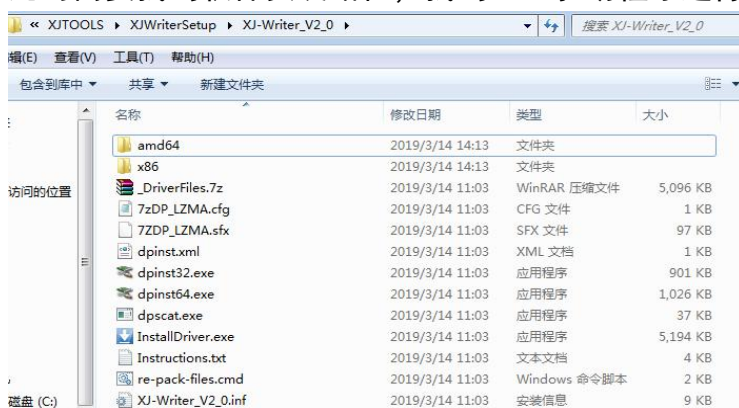 « XJTOOLS ▸ XJWriterSetup ▸ XJ-Writer_V2_0 ▸ 搜索 XJ-Writer_V2_0
编辑(E) 查看(V) 工具(T) 帮助(H)
包含到库中 共享 新建文件夹
名称 修改日期 类型 大小
amd64 2019/3/14 14:13 文件夹
x86 2019/3/14 14:13 文件夹
访问的位置 _DriverFiles.7z 2019/3/14 11:03 WinRAR 压缩文件 5,096 KB
7zDP_LZMA.cfg 2019/3/14 11:03 CFG 文件 1 KB
7ZDP_LZMA.sfx 2019/3/14 11:03 SFX 文件 97 KB
dpinst.xml 2019/3/14 11:03 XML 文档 1 KB
dpinst32.exe 2019/3/14 11:03 应用程序 901 KB
dpinst64.exe 2019/3/14 11:03 应用程序 1,026 KB
dpscat.exe 2019/3/14 11:03 应用程序 37 KB
InstallDriver.exe 2019/3/14 11:03 应用程序 5,194 KB
Instructions.txt 2019/3/14 11:03 文本文档 4 KB
re-pack-files.cmd 2019/3/14 11:03 Windows 命令脚本 2 KB
磁盘 (C:) XJ-Writer_V2_0.inf 2019/3/14 11:03 安装信息 9 KB